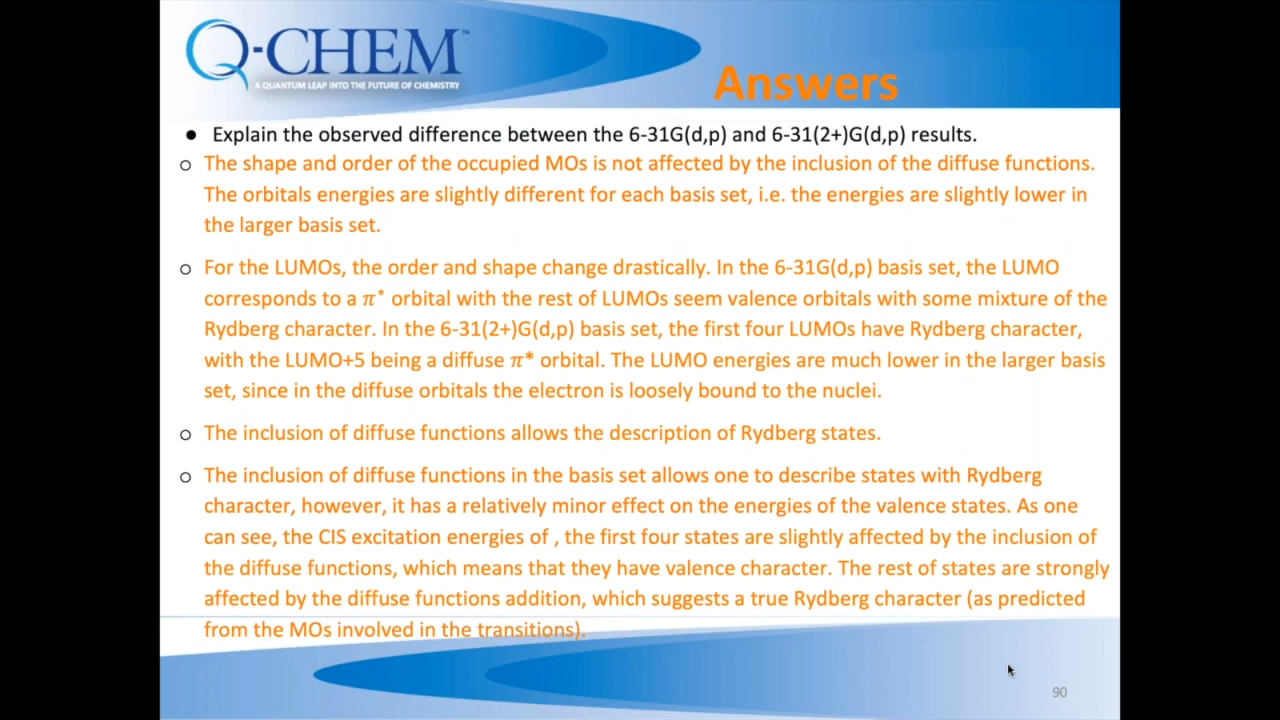 Q-CHEM™
A QUANTUM LEAP INTO THE FUTURE OF CHEMISTRY
Answers
● Explain the observed difference between the 6-31G(d,p) and 6-31(2+)G(d,p) results.
o The shape and order of the occupied MOs is not affected by the inclusion of the diffuse functions.
The orbitals energies are slightly different for each basis set, i.e. the energies are slightly lower in
the larger basis set.
o For the LUMOs, the order and shape change drastically. In the 6-31G(d,p) basis set, the LUMO
corresponds to a π* orbital with the rest of LUMOs seem valence orbitals with some mixture of the
Rydberg character. In the 6-31(2+)G(d,p) basis set, the first four LUMOs have Rydberg character,
with the LUMO+5 being a diffuse π* orbital. The LUMO energies are much lower in the larger basis
set, since in the diffuse orbitals the electron is loosely bound to the nuclei.
o The inclusion of diffuse functions allows the description of Rydberg states.
o The inclusion of diffuse functions in the basis set allows one to describe states with Rydberg
character, however, it has a relatively minor effect on the energies of the valence states. As one
can see, the CIS excitation energies of , the first four states are slightly affected by the inclusion of
the diffuse functions, which means that they have valence character. The rest of states are strongly
affected by the diffuse functions addition, which suggests a true Rydberg character (as predicted
from the MOs involved in the transitions).
90